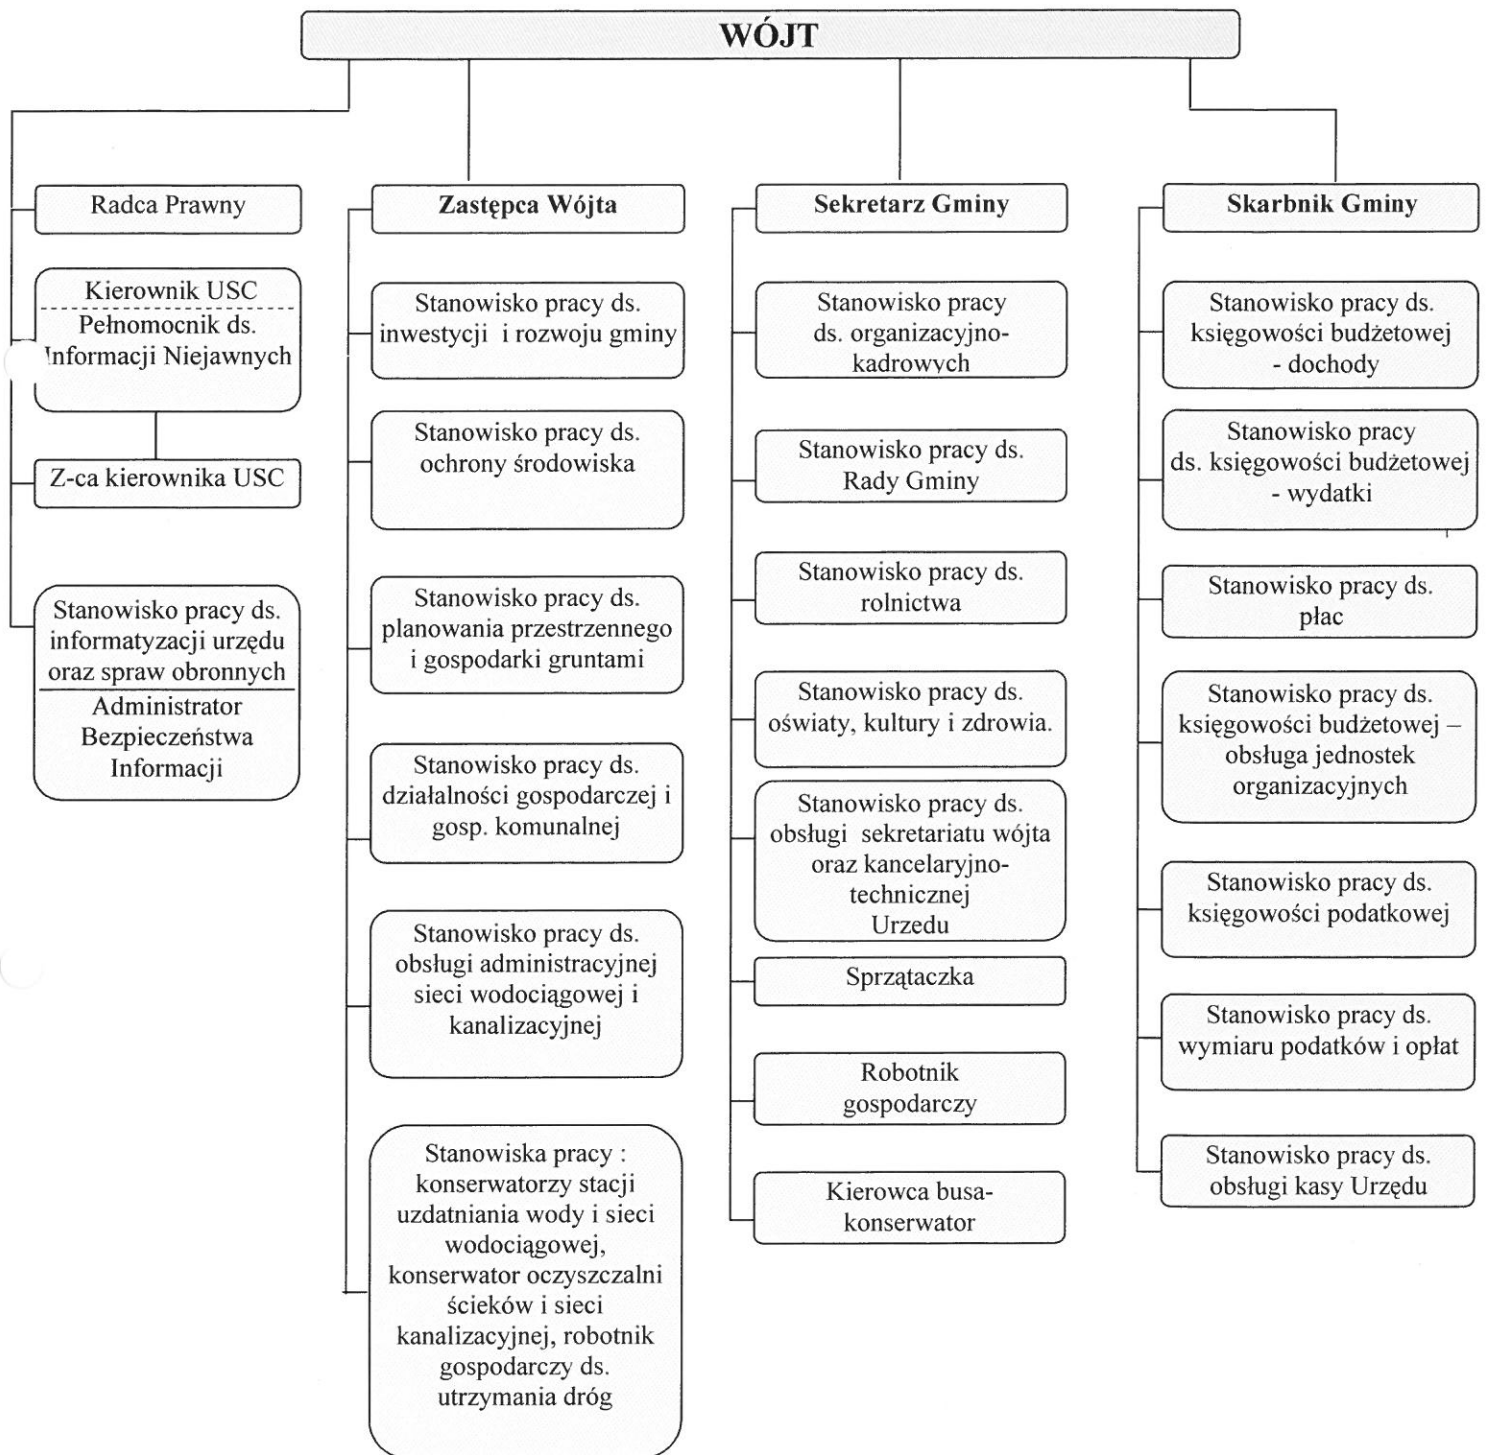 WÓJT
Radca Prawny
Kierownik USC
Pełnomocnik ds.
Informacji Niejawnych
Z-ca kierownika USC
Stanowisko pracy ds.
informatyzacji urzędu
oraz spraw obronnych
Administrator
Bezpieczeństwa
Informacji
Zastępca Wójta
Stanowisko pracy ds.
inwestycji i rozwoju gminy
Stanowisko pracy ds.
ochrony środowiska
Stanowisko pracy ds.
planowania przestrzennego
i gospodarki gruntami
Stanowisko pracy ds.
działalności gospodarczej i
gosp. komunalnej
Stanowisko pracy ds.
obsługi administracyjnej
sieci wodociągowej i
kanalizacyjnej
Stanowiska pracy :
konserwatorzy stacji
uzdatniania wody i sieci
wodociągowej,
konserwator oczyszczalni
ścieków i sieci
kanalizacyjnej, robotnik
gospodarczy ds.
utrzymania dróg
Sekretarz Gminy
Stanowisko pracy
ds. organizacyjno-
kadrowych
Stanowisko pracy ds.
Rady Gminy
Stanowisko pracy ds.
rolnictwa
Stanowisko pracy ds.
oświaty, kultury i zdrowia.
Stanowisko pracy ds.
obsługi sekretariatu wójta
oraz kancelaryjno-
technicznej
Urzedu
Sprzątaczka
Robotnik
gospodarczy
Kierowca busa-
konserwator
Skarbnik Gminy
Stanowisko pracy ds.
księgowości budżetowej
- dochody
Stanowisko pracy
ds. księgowości budżetowej
- wydatki
Stanowisko pracy ds.
płac
Stanowisko pracy ds.
księgowości budżetowej –
obsługa jednostek
organizacyjnych
Stanowisko pracy ds.
księgowości podatkowej
Stanowisko pracy ds.
wymiaru podatków i opłat
Stanowisko pracy ds.
obsługi kasy Urzędu